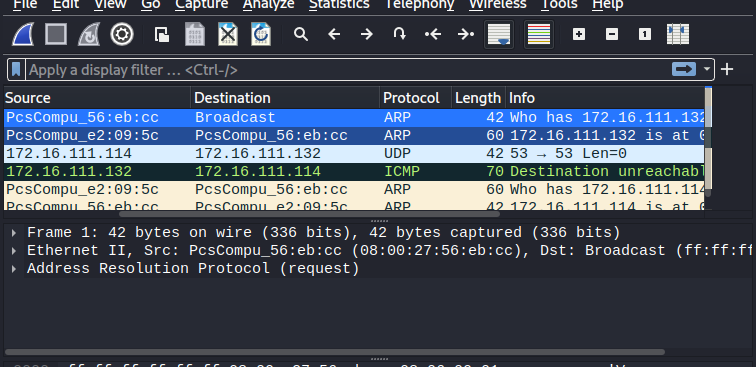 File Edit View Go Capture Analyze Statistics Telephony Wireless Tools Help
Apply a display filter ... <Ctrl-/>
Source Destination Protocol Length Info
PcsCompu_56:eb:cc Broadcast ARP 42 Who has 172.16.111.132
PcsCompu_e2:09:5c PcsCompu_56:eb:cc ARP 60 172.16.111.132 is at 0
172.16.111.114 172.16.111.132 UDP 42 53 → 53 Len=0
172.16.111.132 172.16.111.114 ICMP 70 Destination unreachabl
PcsCompu_e2:09:5c PcsCompu_56:eb:cc ARP 60 Who has 172.16.111.114
PcsCompu_56:eb:cc PcsCompu_e2:09:5c ARP 42 172.16.111.114 is at 0
Frame 1: 42 bytes on wire (336 bits), 42 bytes captured (336 bits)
Ethernet II, Src: PcsCompu_56:eb:cc (08:00:27:56:eb:cc), Dst: Broadcast (ff:ff:ff
Address Resolution Protocol (request)